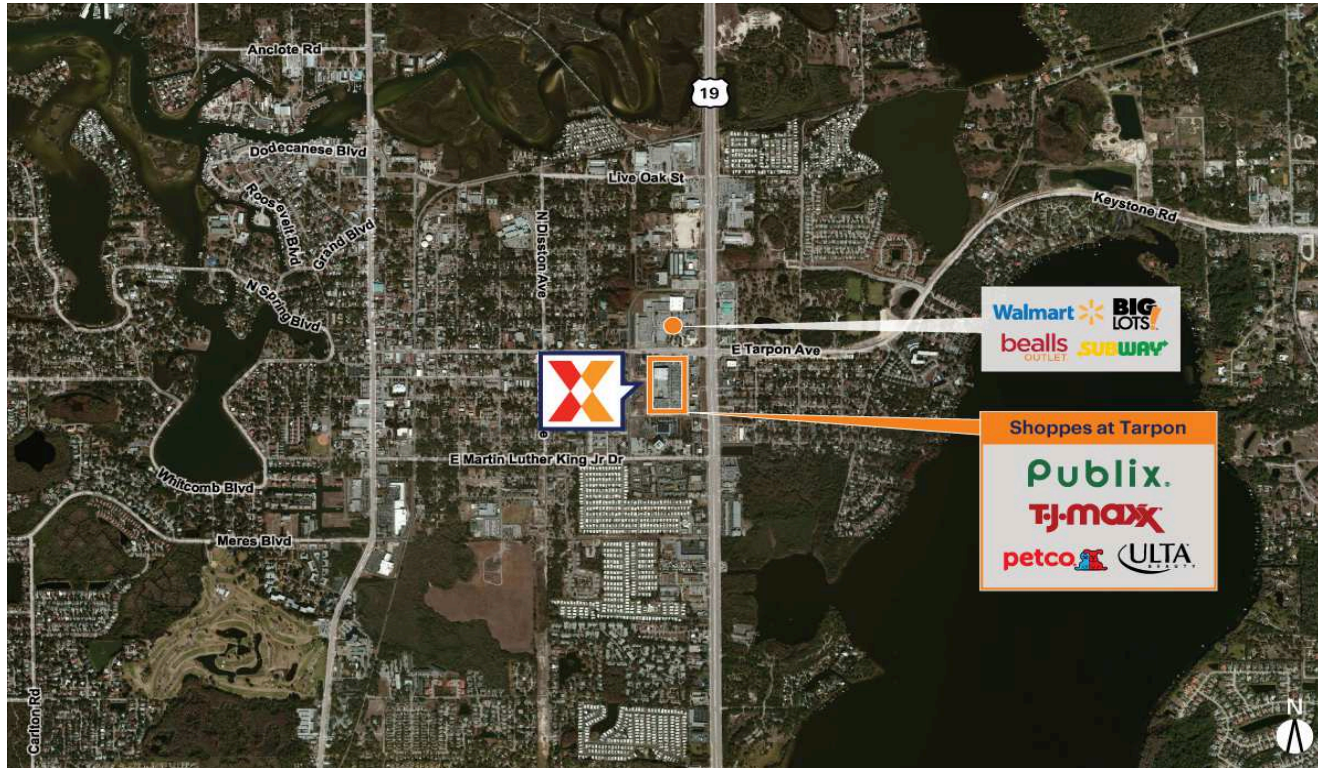 Anclote Rd
19
Dodecanese Blvd
Live Oak St
Roosevelt Blvd
Grand Blvd
N Disston Ave
Keystone Rd
N Spring Blvd
Walmart BIG LOTS!
bealls OUTLET SUBWAY
E Tarpon Ave
Shoppes at Tarpon
Publix.
T.J.maxx
petco ULTA BEAUTY
E Martin Luther King Jr Dr
Whitcomb Blvd
Meres Blvd
Carlton Rd
N